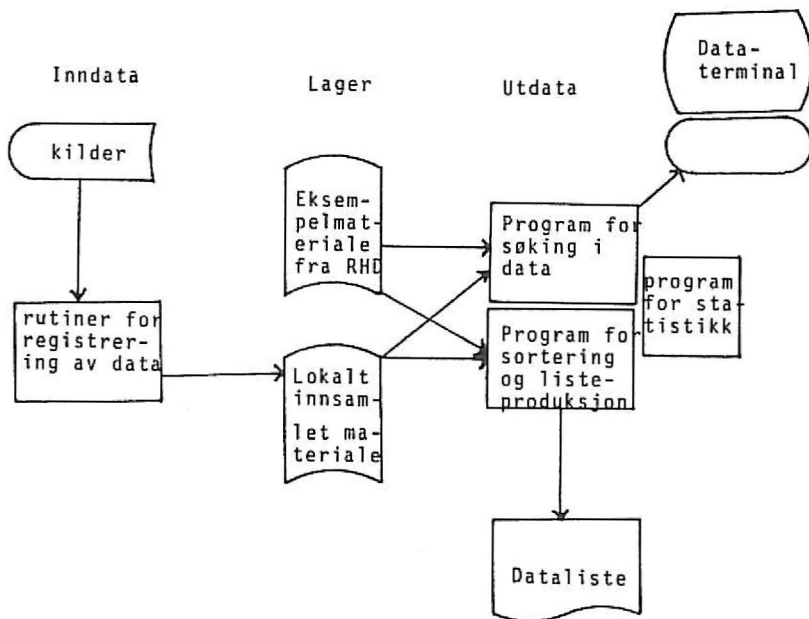 Inndata
Lager
Utdata
Data-
terminal
kilder
Eksem-
pelmat-
eriale
fra RHD
Program for
søking i
data
program
for sta-
tistikk
rutiner for
registrer-
ing av data
Lokalt
innsam-
let ma-
teriale
Program for
sortering
og liste-
produksjon
Dataliste